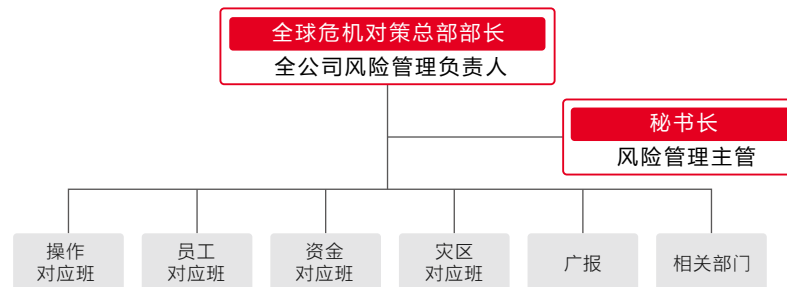 全球危机对策总部部长
全公司风险管理负责人
秘书长
风险管理主管
操作
对应班
员工
对应班
资金
对应班
灾区
对应班
广报
相关部门